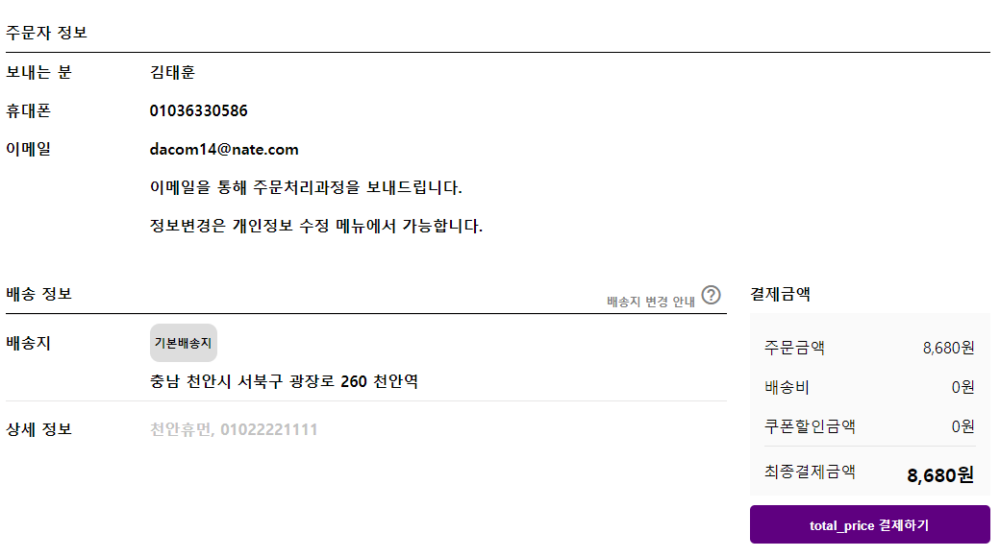 주문자 정보
보내는 분 김태훈
휴대폰 01036330586
이메일 dacom14@nate.com
이메일을 통해 주문처리과정을 보내드립니다.
정보변경은 개인정보 수정 메뉴에서 가능합니다.
배송 정보 배송지 변경 안내 ?
배송지 기본배송지
충남 천안시 서북구 광장로 260 천안역
상세 정보 천안휴먼, 01022221111
결제금액
주문금액 8,680원
배송비 0원
쿠폰할인금액 0원
최종결제금액 8,680원
total_price 결제하기